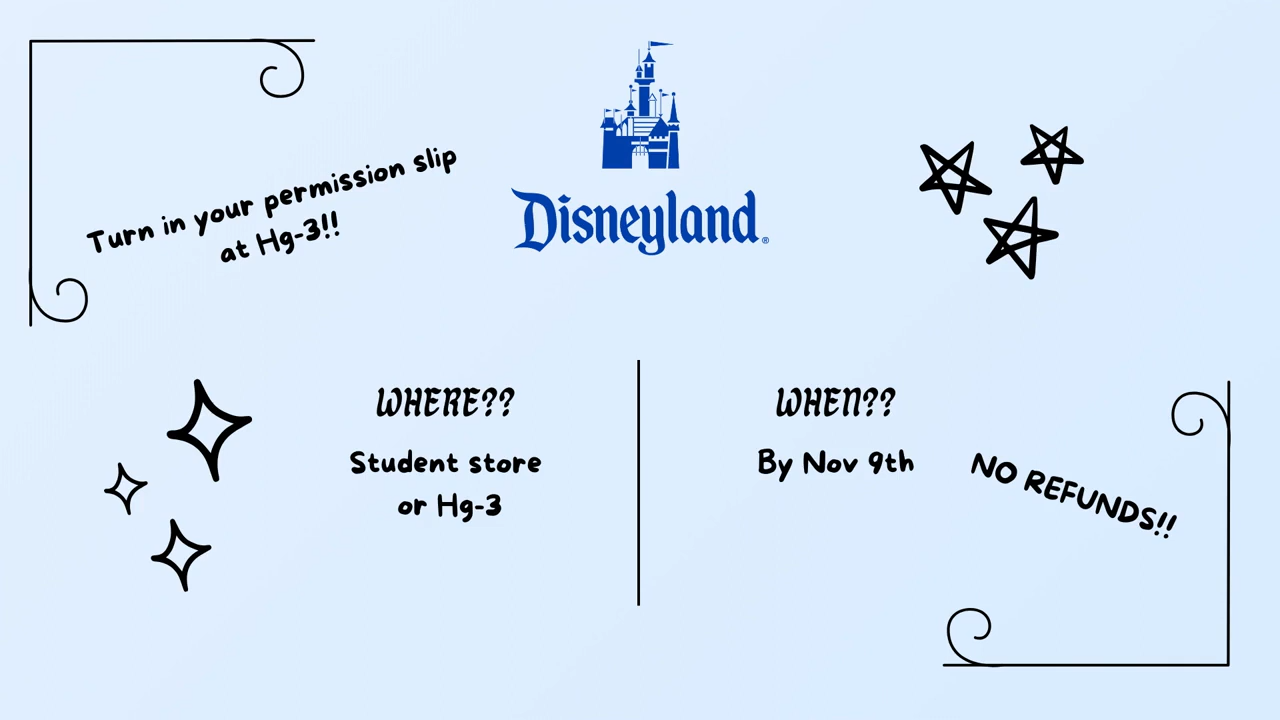 Turn in your permission slip
at Hg-3!!
Disneyland®
WHERE??
Student store
or Hg-3
WHEN??
By Nov 9th
NO REFUNDS!!